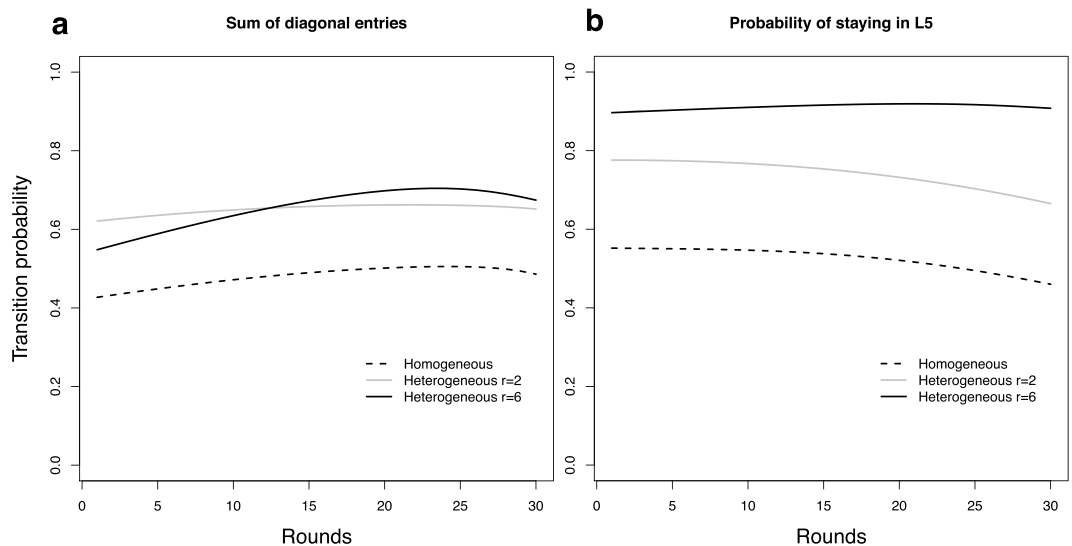 a
Sum of diagonal entries
Transition probability
1.0
0.8
0.6
0.4
0.2
0.0
Homogeneous
Heterogeneous r=2
Heterogeneous r=6
0 5 10 15 20 25 30
Rounds
b
Probability of staying in L5
1.0
0.8
0.6
0.4
0.2
0.0
Homogeneous
Heterogeneous r=2
Heterogeneous r=6
0 5 10 15 20 25 30
Rounds